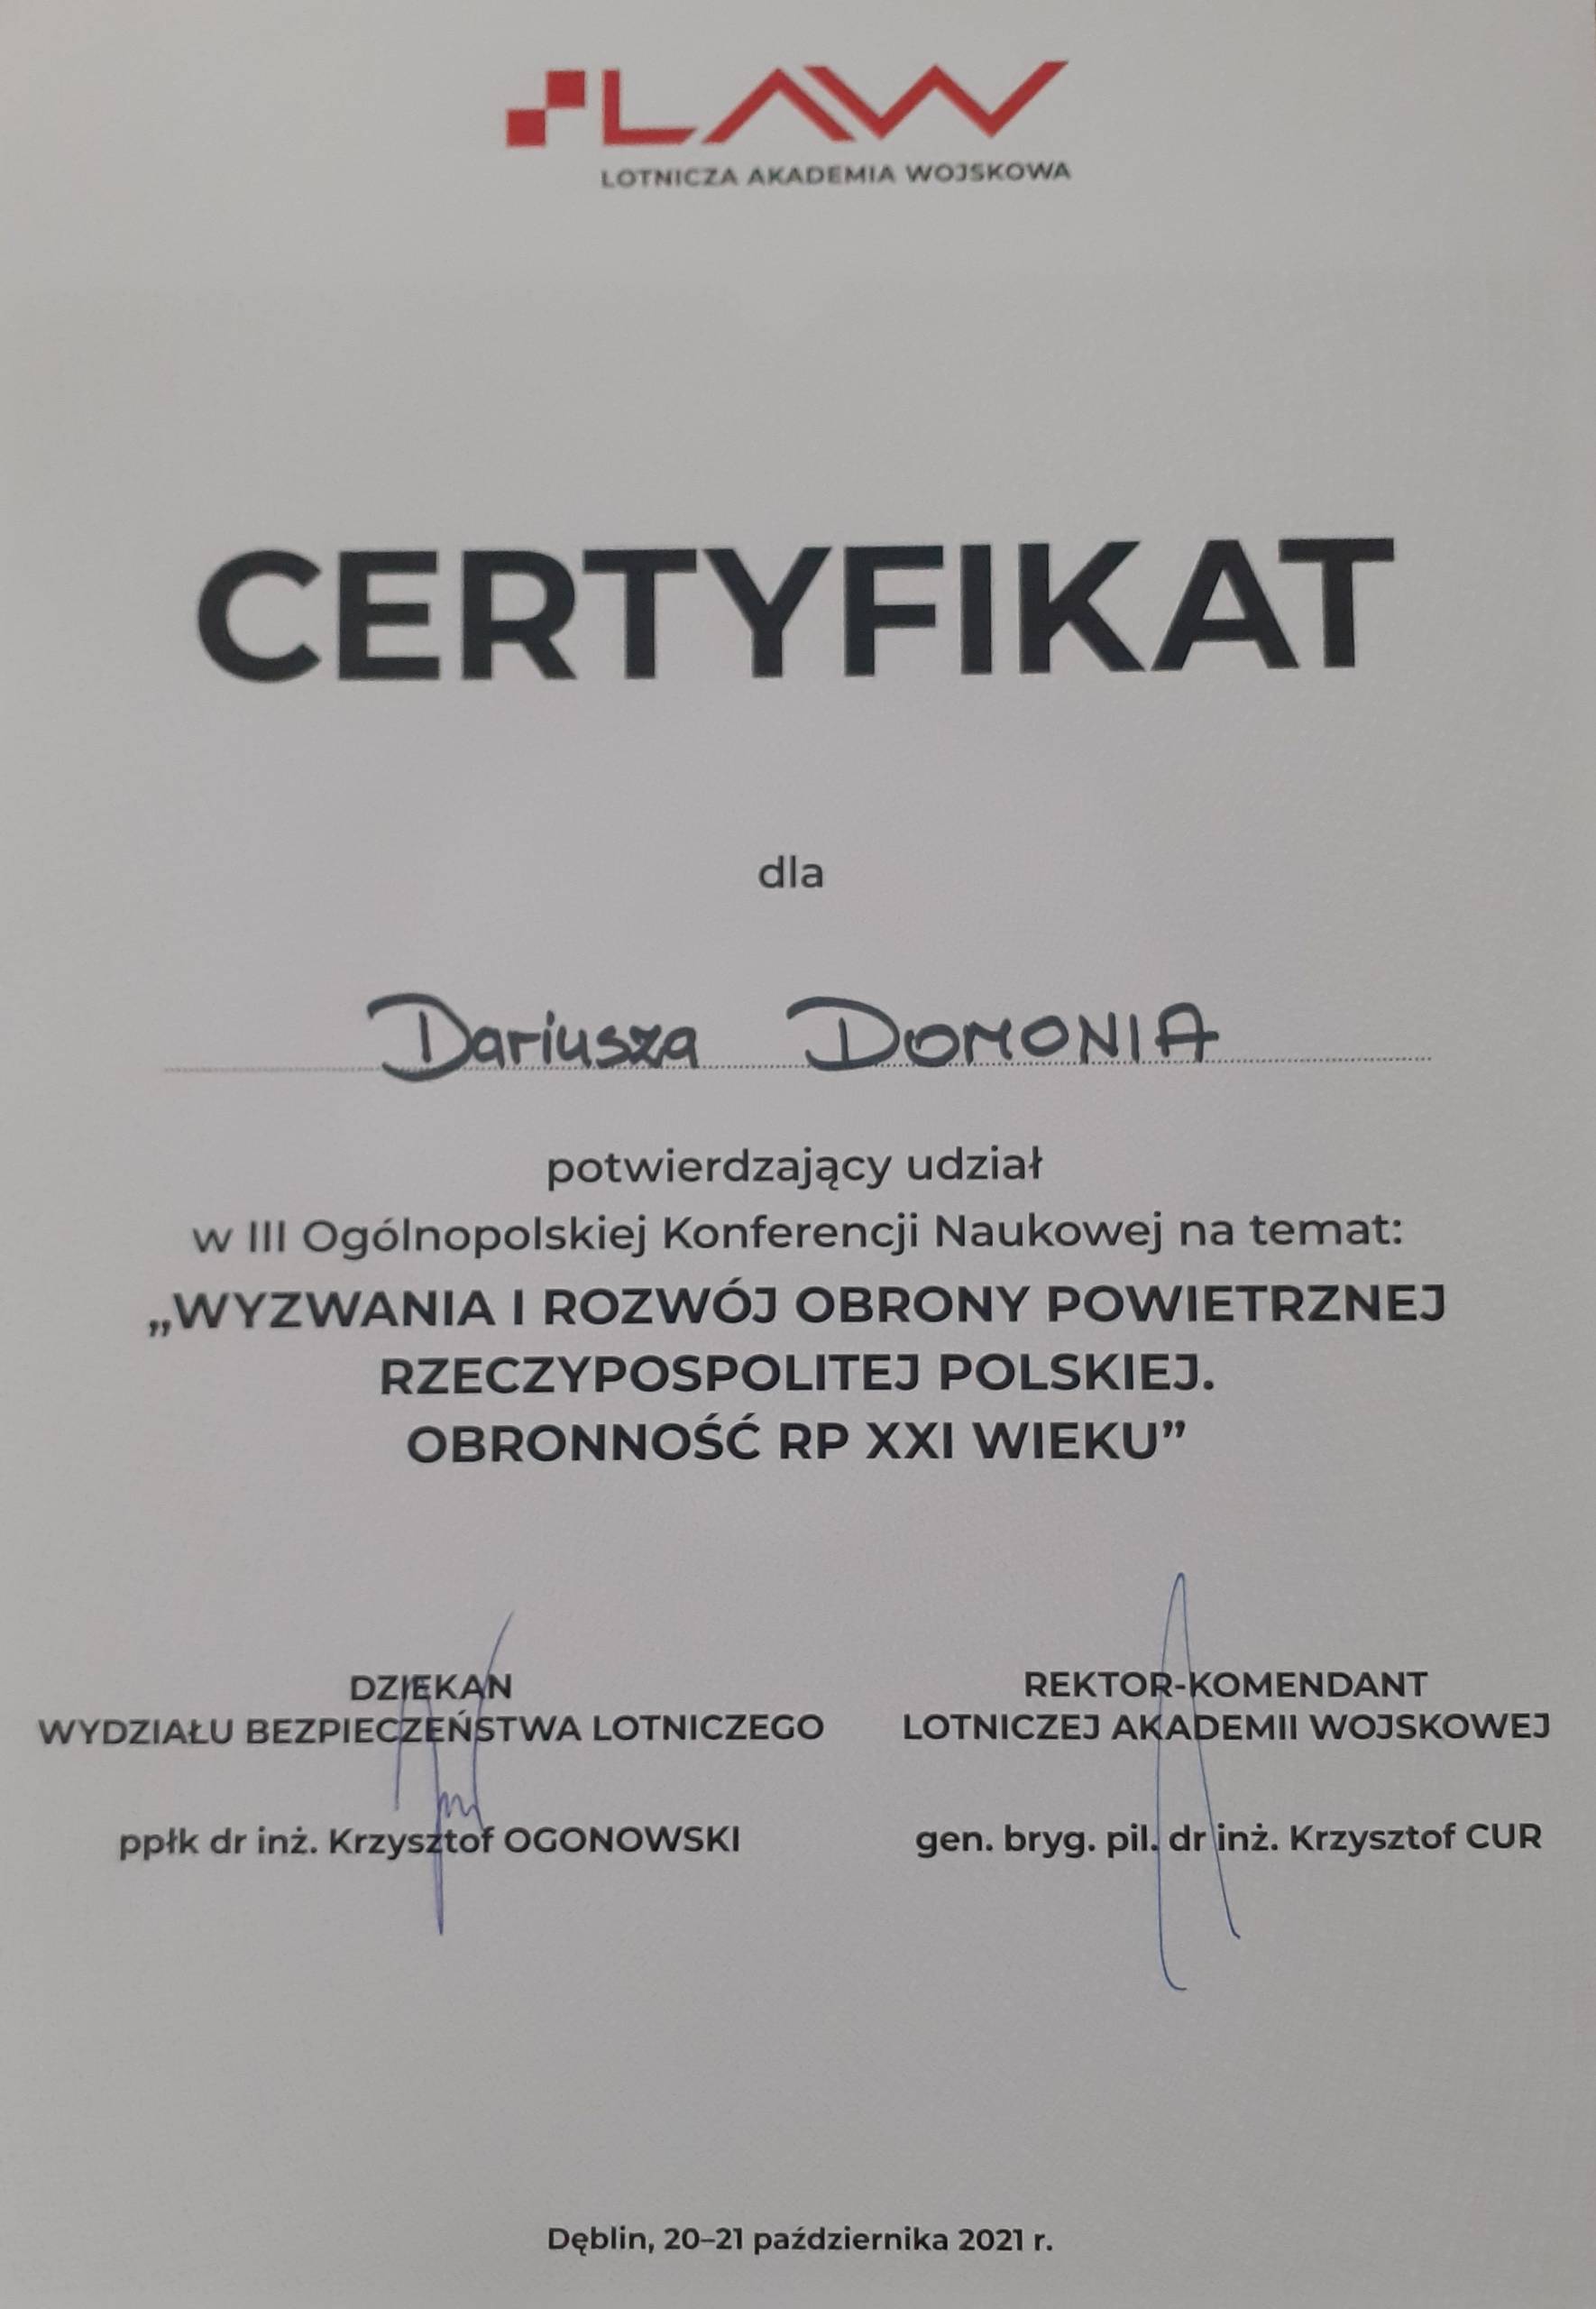 LAW
LOTNICZA AKADEMIA WOJSKOWA
CERTYFIKAT
dla
Dariusza DOMONIA
potwierdzający udział
w III Ogólnopolskiej Konferencji Naukowej na temat:
„WYZWANIA I ROZWÓJ OBRONY POWIETRZNEJ
RZECZYPOSPOLITEJ POLSKIEJ.
OBRONNOŚĆ RP XXI WIEKU”
DZIEKAN
WYDZIAŁU BEZPIECZEŃSTWA LOTNICZEGO
ppłk dr inż. Krzysztof OGONOWSKI
REKTOR-KOMENDANT
LOTNICZEJ AKADEMII WOJSKOWEJ
gen. bryg. pil. dr inż. Krzysztof CUR
Dęblin, 20–21 października 2021 r.